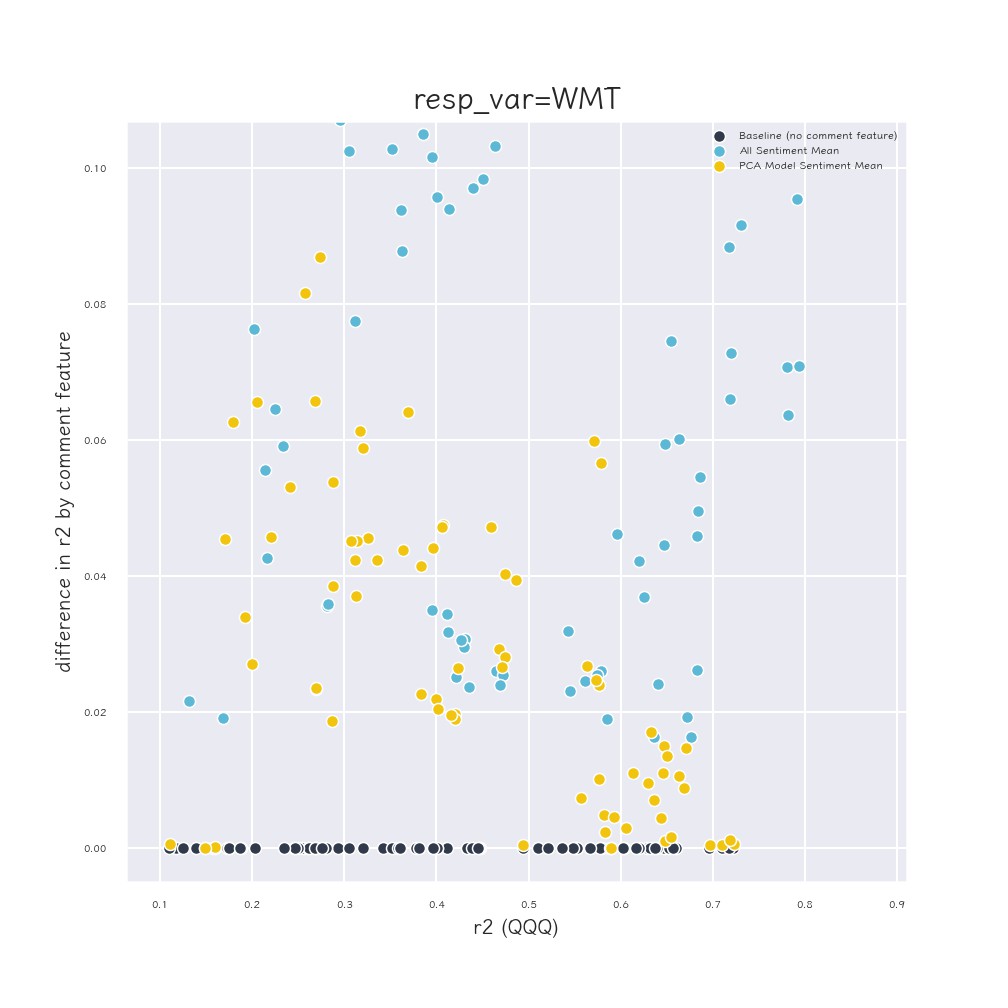 resp_var=WMT
Baseline (no comment feature)
All Sentiment Mean
PCA Model Sentiment Mean
0.10
0.08
0.06
0.04
0.02
0.00
difference in r2 by comment feature
0.1 0.2 0.3 0.4 0.5 0.6 0.7 0.8 0.9
r2 (QQQ)